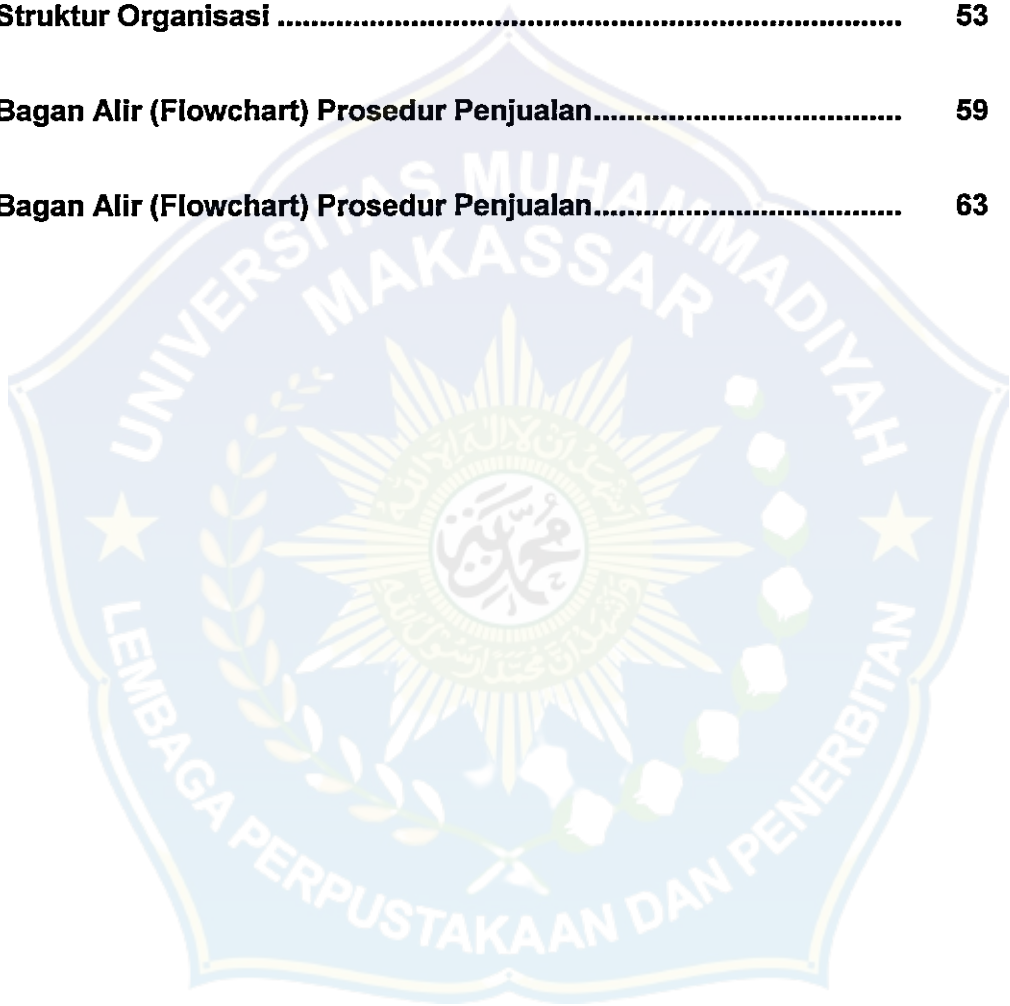 Struktur Organisasi ........................................................................... 53
Bagan Alir (Flowchart) Prosedur Penjualan..................................... 59
Bagan Alir (Flowchart) Prosedur Penjualan..................................... 63
UNIVERSITAS MUHAMMADIYAH
MAKASSAR
LEMBAGA PERPUSTAKAAN DAN PENERBITAN